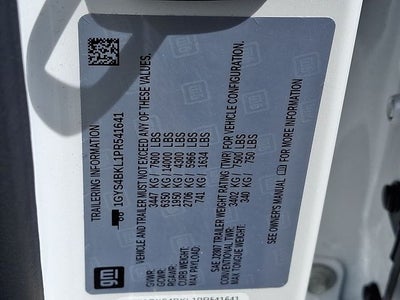 TRAILERING INFORMATION
1GYS4BKL1PR541641
VEHICLE AND TRAILER MUST NOT EXCEED ANY OF THESE VALUES.
GVWR: 3447 KG / 7600 LBS
GCWR: 6350 KG / 14000 LBS
RGAWR: 1950 KG / 4300 LBS
CURB WEIGHT: 2706 KG / 5966 LBS
MAX PAYLOAD: 741 KG / 1634 LBS
SAE J2807 TRAILER WEIGHT RATING (TWR) FOR VEHICLE CONFIGURATION.
CONVENTIONAL TWR: 3402 KG / 7500 LBS
MAX TONGUE WEIGHT: 340 KG / 750 LBS
SEE OWNER'S MANUAL FOR MORE INFORMATION
gm